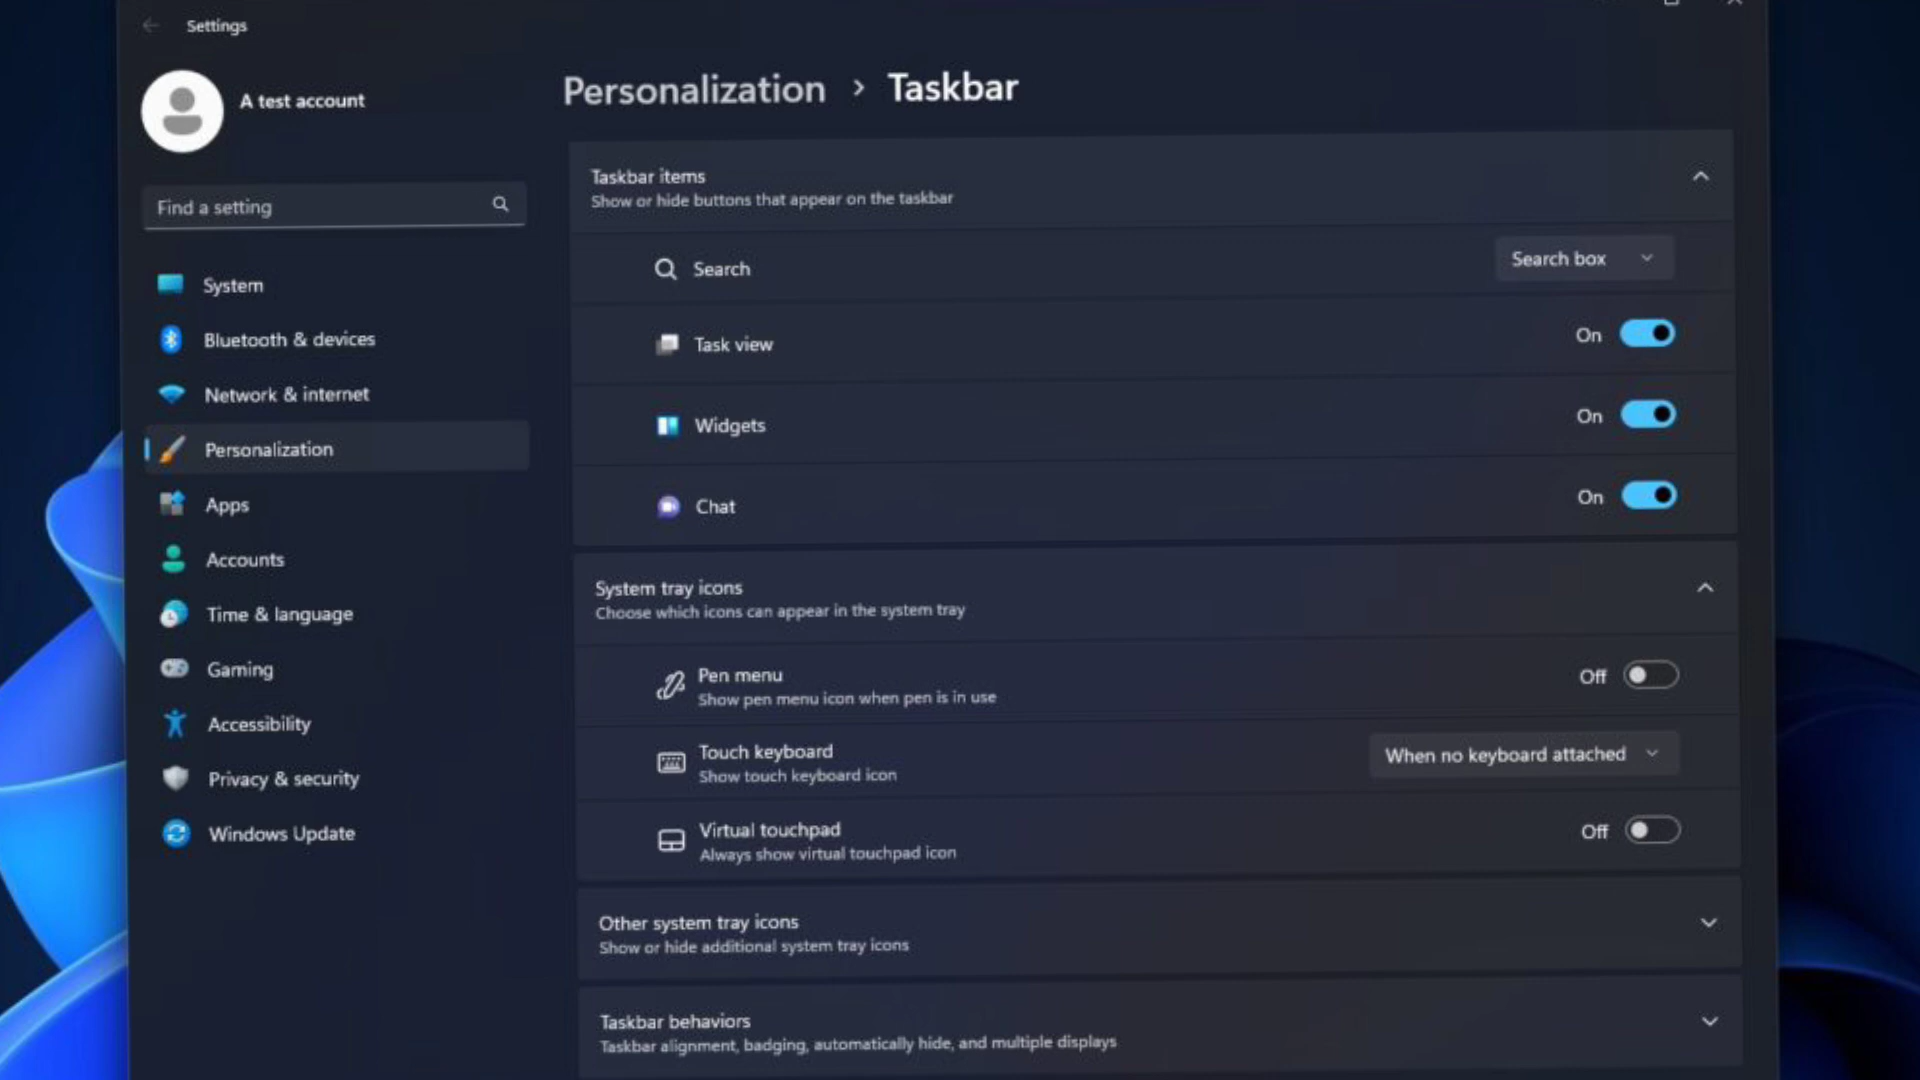 Settings
A test account
Find a setting
System
Bluetooth & devices
Network & internet
Personalization
Apps
Accounts
Time & language
Gaming
Accessibility
Privacy & security
Windows Update
Personalization > Taskbar
Taskbar items
Show or hide buttons that appear on the taskbar
Search
Search box
Task view
On
Widgets
On
Chat
On
System tray icons
Choose which icons can appear in the system tray
Pen menu
Show pen menu icon when pen is in use
Off
Touch keyboard
Show touch keyboard icon
When no keyboard attached
Virtual touchpad
Always show virtual touchpad icon
Off
Other system tray icons
Show or hide additional system tray icons
Taskbar behaviors
Taskbar alignment, badging, automatically hide, and multiple displays